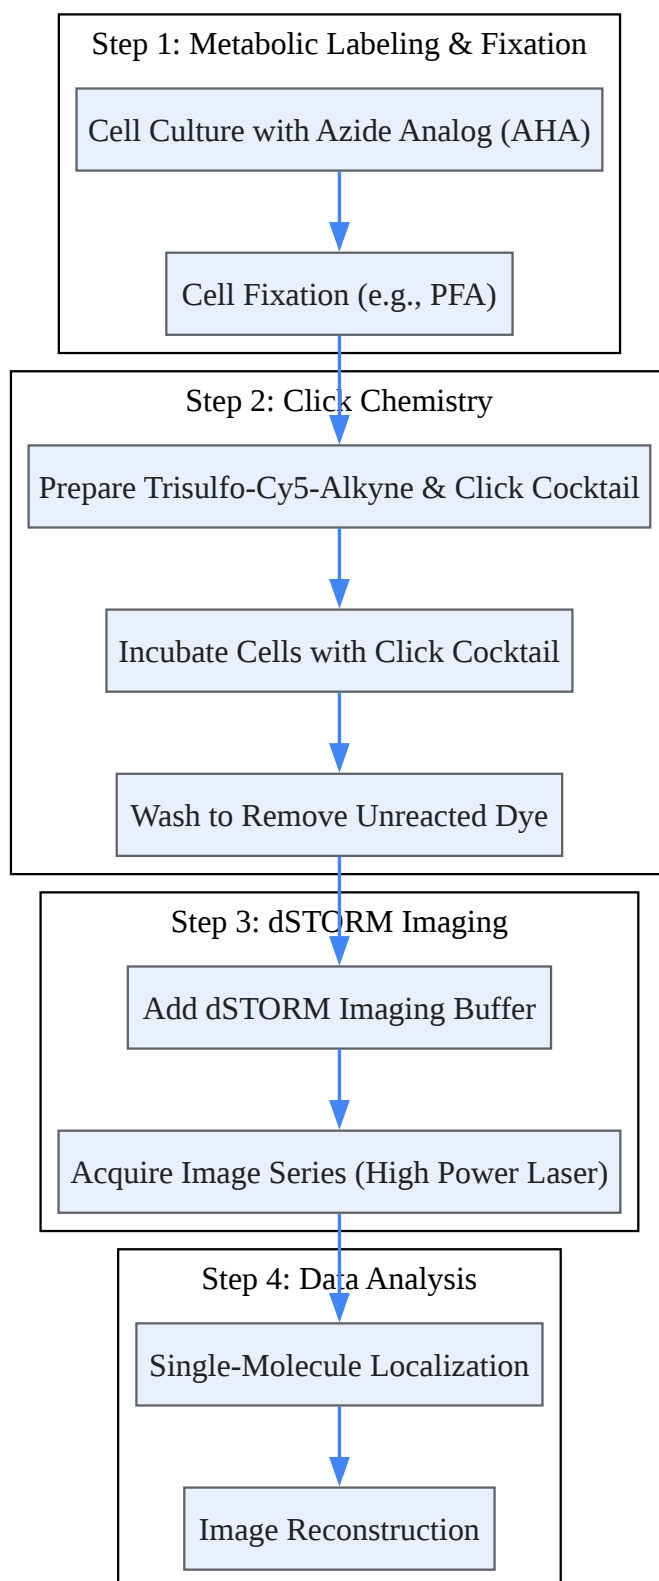 Step 1: Metabolic Labeling & Fixation
Cell Culture with Azide Analog (AHA)
Cell Fixation (e.g., PFA)
Step 2: Click Chemistry
Prepare Trisulfo-Cy5-Alkyne & Click Cocktail
Incubate Cells with Click Cocktail
Wash to Remove Unreacted Dye
Step 3: dSTORM Imaging
Add dSTORM Imaging Buffer
Acquire Image Series (High Power Laser)
Step 4: Data Analysis
Single-Molecule Localization
Image Reconstruction